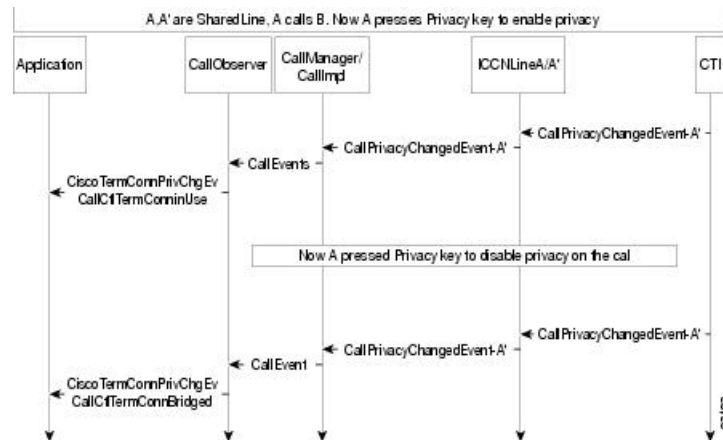 A,A' are SharedLine, A calls B. Now A presses Privacy key to enable privacy
Application
CallObserver
CallManager/
CallImp
ICCNLineA/A'
CTI
CallPrivacyChangedEvent-A'
CallPrivacyChangedEvent-A'
CallEvents
CiscoTermConnPrivChgEv
CallCtlTermConninUse
Now A pressed Privacy key to disable privacy on the cal
CallPrivacyChangedEvent-A'
CallPrivacyChangedEvent-A'
CallEvent
CiscoTermConnPrivChgEv
CallCtlTermConnBridged